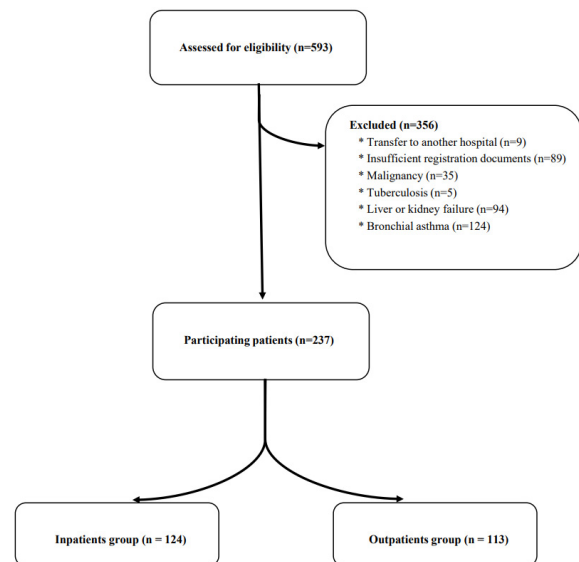 Assessed for eligibility (n=593)
Excluded (n=356)
* Transfer to another hospital (n=9)
* Insufficient registration documents (n=89)
* Malignancy (n=35)
* Tuberculosis (n=5)
* Liver or kidney failure (n=94)
* Bronchial asthma (n=124)
Participating patients (n=237)
Inpatients group (n = 124)
Outpatients group (n = 113)